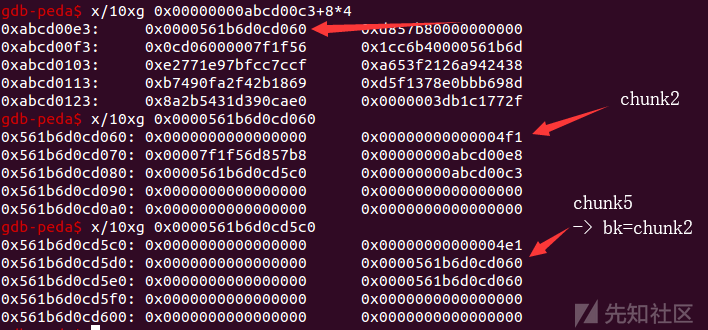 gdb-peda$ x/10xg 0x00000000abcd00c3+8*4
0xabcd00e3: 0x0000561b6d0cd060 0xd857b80000000000
0xabcd00f3: 0x0cd06000007f1f56 0x1cc6b40000561b6d
0xabcd0103: 0xe2771e97bfcc7ccf 0xa653f2126a942438
0xabcd0113: 0xb7490fa2f42b1869 0xd5f1378e0bbb698d
0xabcd0123: 0x8a2b5431d390cae0 0x0000003db1c1772f
gdb-peda$ x/10xg 0x0000561b6d0cd060
chunk2
0x561b6d0cd060: 0x0000000000000000 0x00000000000004f1
0x561b6d0cd070: 0x00007f1f56d857b8 0x00000000abcd00e8
0x561b6d0cd080: 0x0000561b6d0cd5c0 0x00000000abcd00c3
0x561b6d0cd090: 0x0000000000000000 0x0000000000000000
0x561b6d0cd0a0: 0x0000000000000000 0x0000000000000000
gdb-peda$ x/10xg 0x0000561b6d0cd5c0
chunk5
-> bk=chunk2
0x561b6d0cd5c0: 0x0000000000000000 0x00000000000004e1
0x561b6d0cd5d0: 0x0000000000000000 0x0000561b6d0cd060
0x561b6d0cd5e0: 0x0000000000000000 0x0000561b6d0cd060
0x561b6d0cd5f0: 0x0000000000000000 0x0000000000000000
0x561b6d0cd600: 0x0000000000000000 0x0000000000000000
先知社区